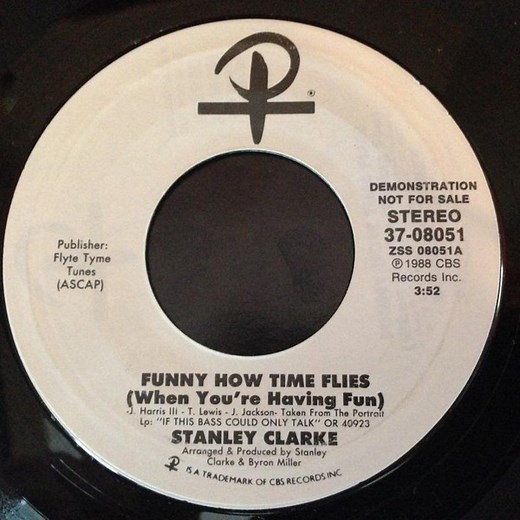 ®
DEMONSTRATION
NOT FOR SALE
STEREO
37-08051
ZSS 08051A
Ⓟ1988 CBS
Records Inc.
3:52
Publisher:
Flyte Tyme
Tunes
(ASCAP)
FUNNY HOW TIME FLIES
(When You're Having Fun)
-J. Harris III - T. Lewis - J. Jackson- Taken From The Portrait
Lp: "IF THIS BASS COULD ONLY TALK" OR 40923
STANLEY CLARKE
Arranged & Produced by Stanley
Clarke & Byron Miller
IS A TRADEMARK OF CBS RECORDS INC